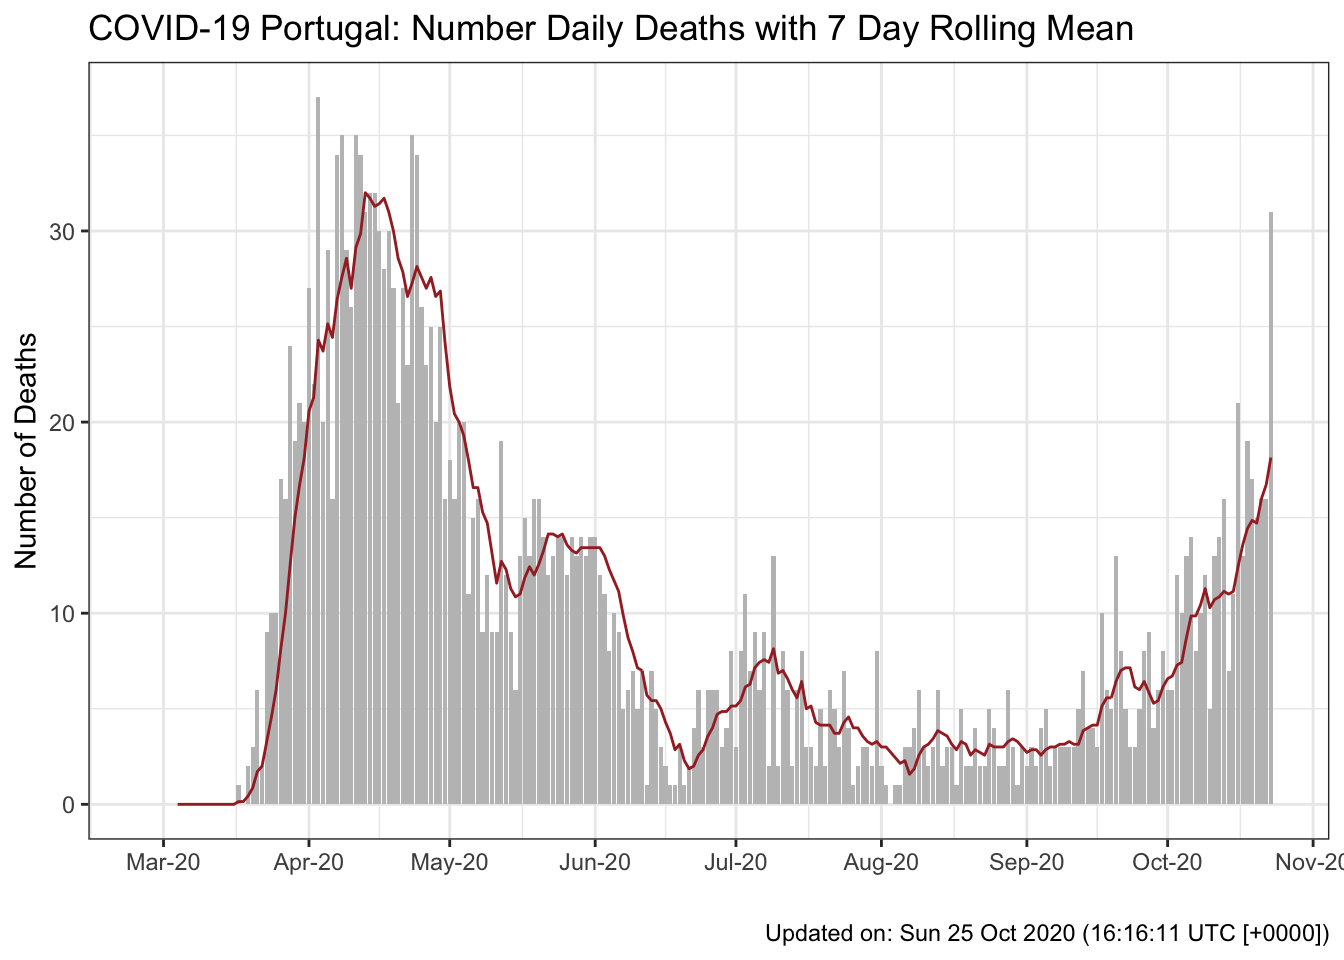 COVID-19 Portugal: Number Daily Deaths with 7 Day Rolling Mean
Number of Deaths
30
20
10
0
Mar-20 Apr-20 May-20 Jun-20 Jul-20 Aug-20 Sep-20 Oct-20 Nov-20
Updated on: Sun 25 Oct 2020 (16:16:11 UTC [+0000])